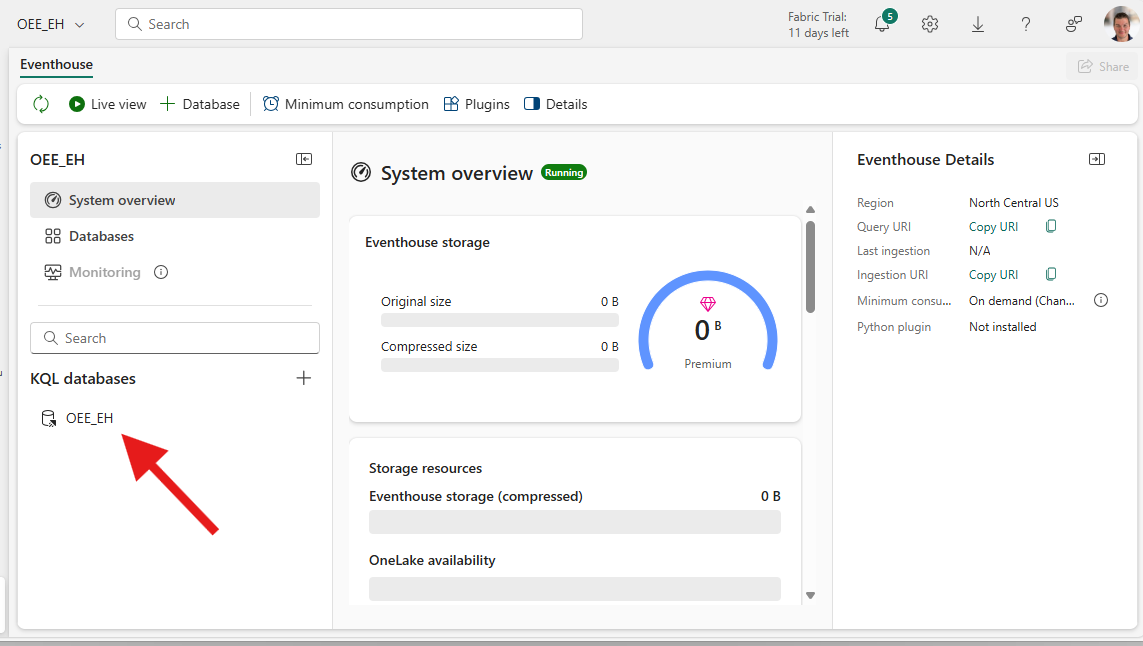 OEE_EH
Search
Fabric Trial:
11 days left
5
?
Eventhouse
Share
Live view
Database
Minimum consumption
Plugins
Details
OEE_EH
System overview
Databases
Monitoring
Search
KQL databases
OEE_EH
System overview
Running
Eventhouse storage
Original size 0 B
Compressed size 0 B
0 B
Premium
Storage resources
Eventhouse storage (compressed) 0 B
OneLake availability
Eventhouse Details
Region North Central US
Query URI Copy URI
Last ingestion N/A
Ingestion URI Copy URI
Minimum consu... On demand (Chan...
Python plugin Not installed